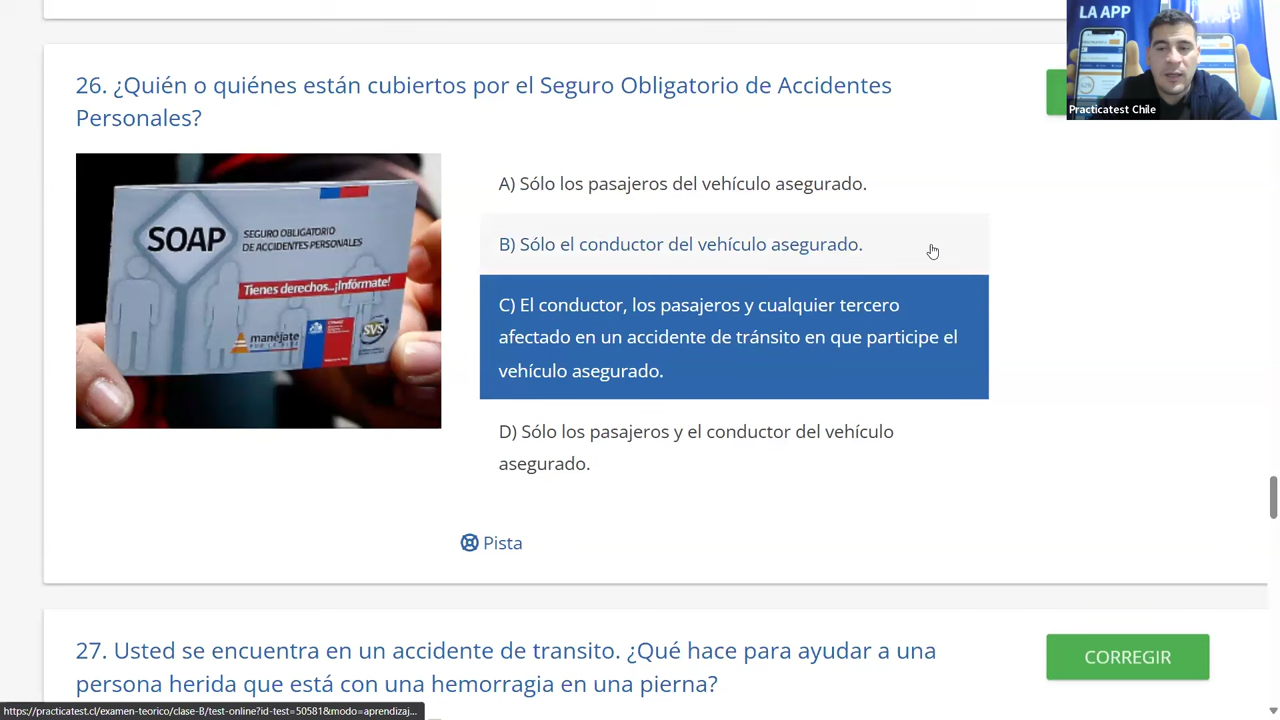 LA APP
LA APP
Practicatest Chile
26. ¿Quién o quiénes están cubiertos por el Seguro Obligatorio de Accidentes
Personales?
SOAP
SEGURO OBLIGATORIO
DE ACCIDENTES PERSONALES
Tienes derechos...¡Infórmate!
manéjate
POR LA VIDA
SVS
A) Sólo los pasajeros del vehículo asegurado.
B) Sólo el conductor del vehículo asegurado.
C) El conductor, los pasajeros y cualquier tercero
afectado en un accidente de tránsito en que participe el
vehículo asegurado.
D) Sólo los pasajeros y el conductor del vehículo
asegurado.
Pista
27. Usted se encuentra en un accidente de transito. ¿Qué hace para ayudar a una
persona herida que está con una hemorragia en una pierna?
CORREGIR
https://practicatest.cl/examen-teorico/clase-B/test-online?id-test=50581&modo=aprendizaj...